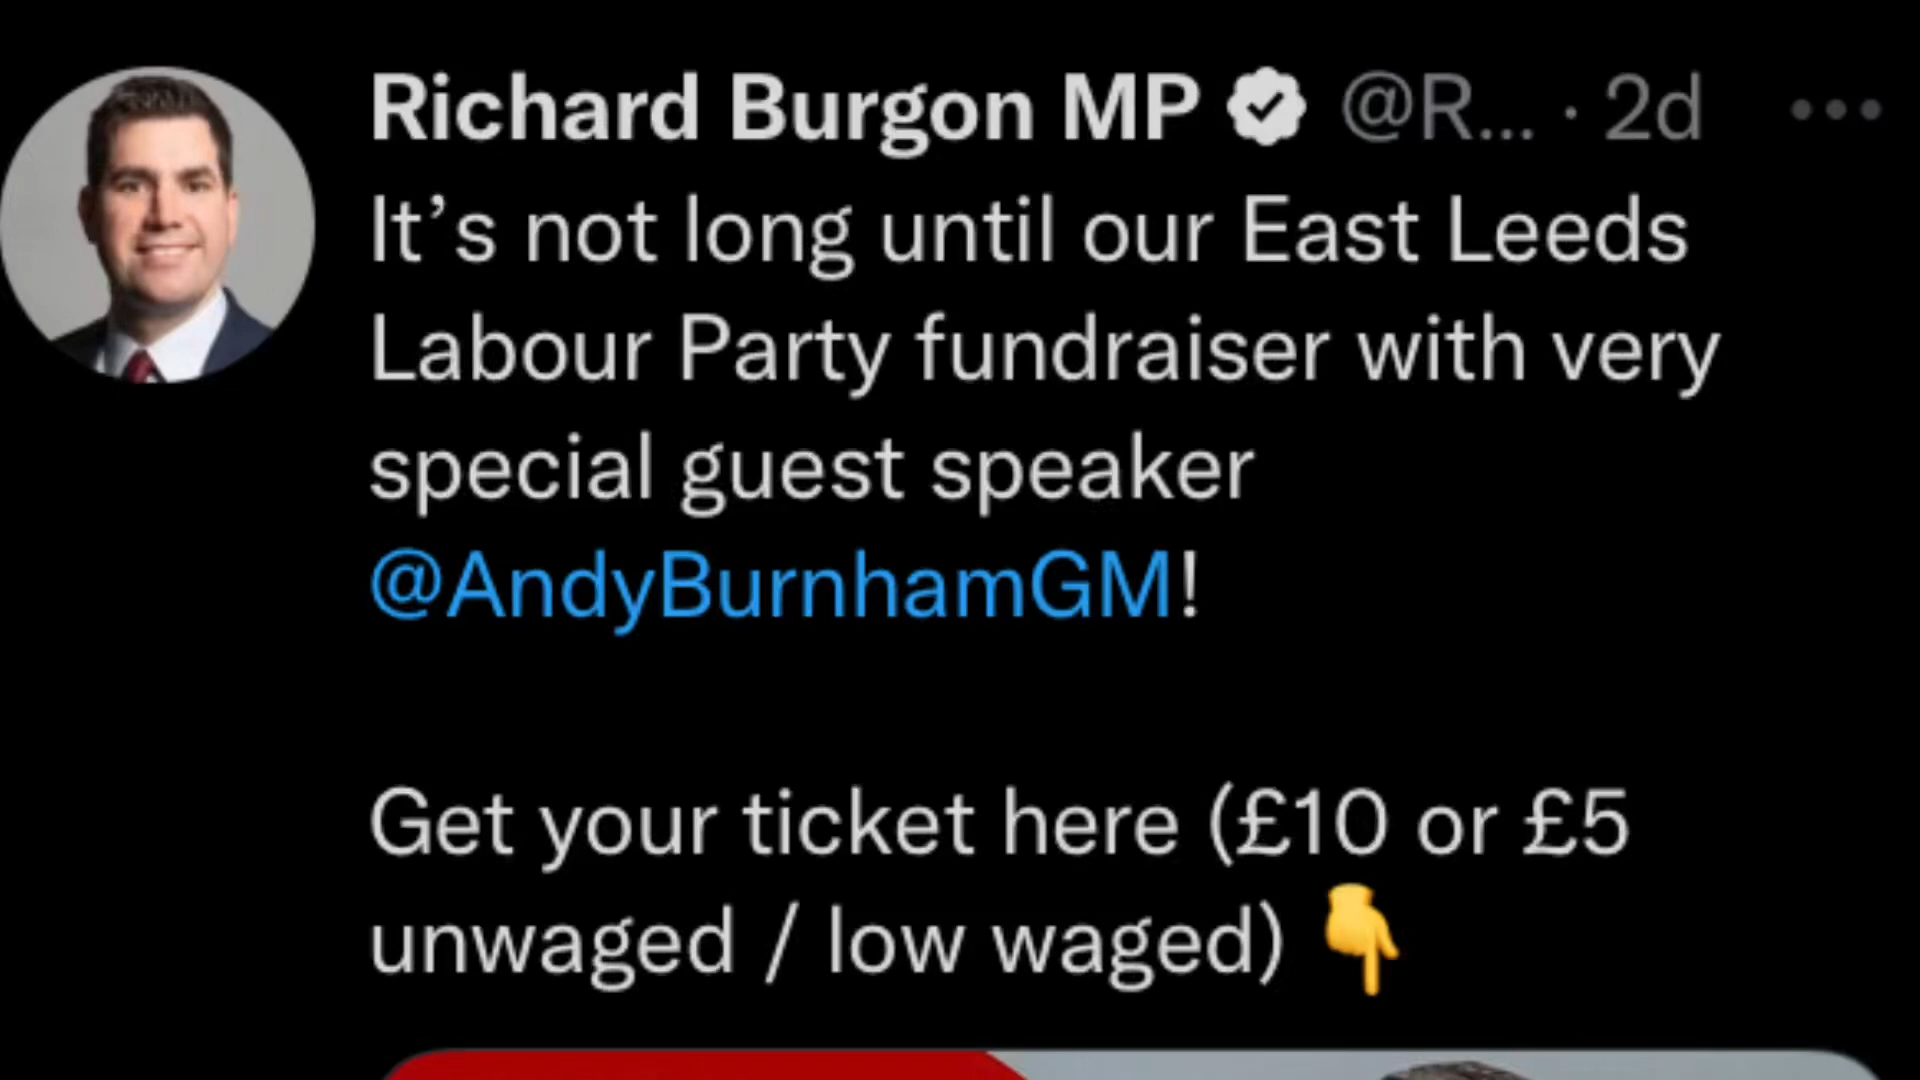 Richard Burgon MP @R... · 2d
It’s not long until our East Leeds
Labour Party fundraiser with very
special guest speaker
@AndyBurnhamGM!
Get your ticket here (£10 or £5
unwaged / low waged) 👇